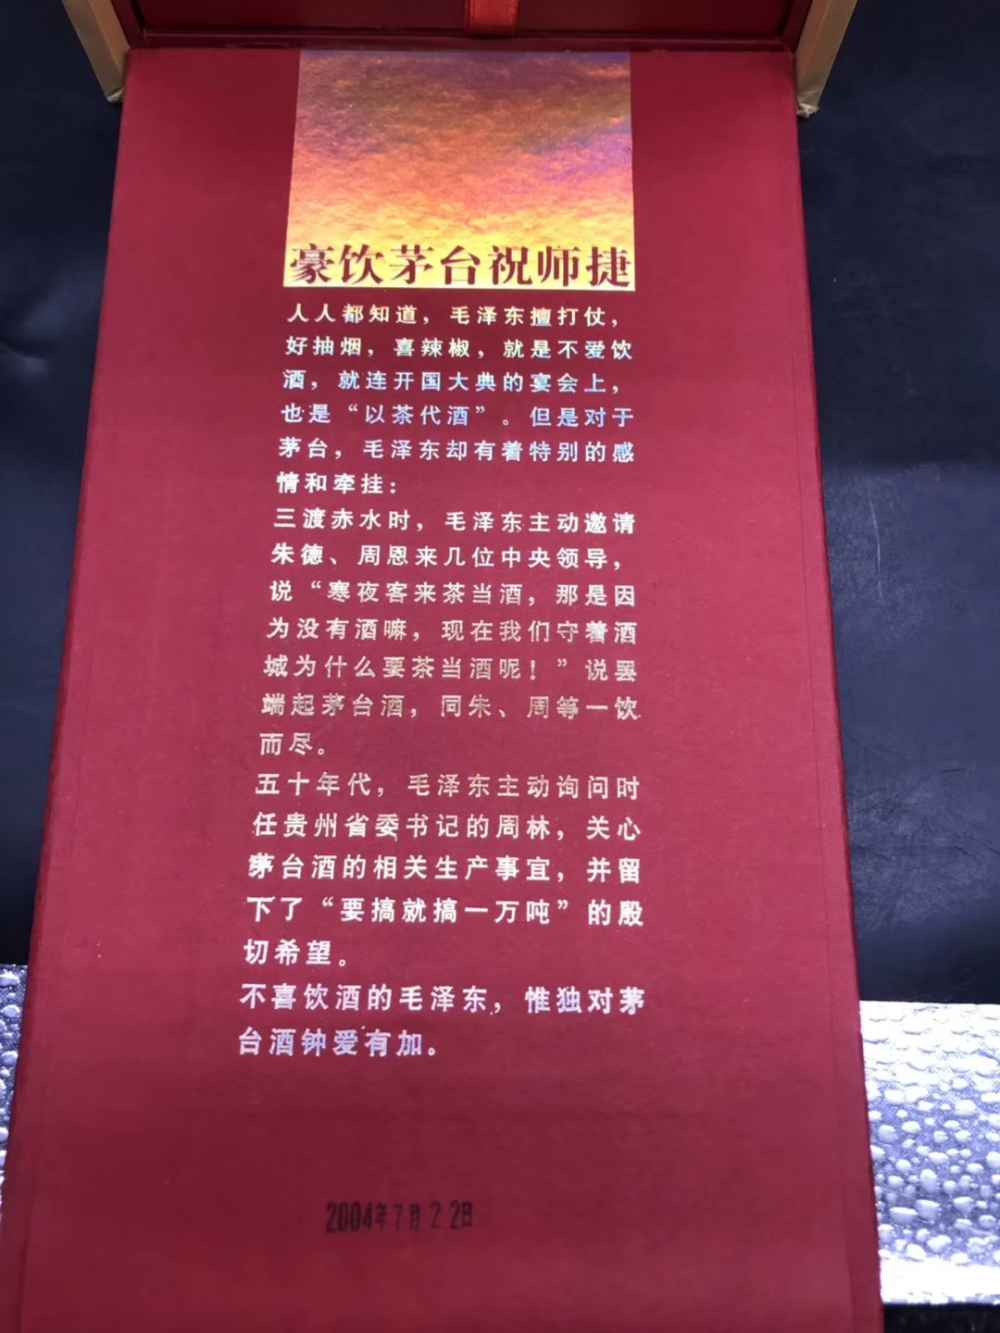 豪饮茅台祝师捷
人人都知道，毛泽东擅打仗，
好抽烟，喜辣椒，就是不爱饮
酒，就连开国大典的宴会上，
也是“以茶代酒”。但是对于
茅台，毛泽东却有着特别的感
情和牵挂：
三渡赤水时，毛泽东主动邀请
朱德、周恩来几位中央领导，
说“寒夜客来茶当酒，那是因
为没有酒嘛，现在我们守着酒
城为什么要茶当酒呢！”说罢
端起茅台酒，同朱、周等一饮
而尽。
五十年代，毛泽东主动询问时
任贵州省委书记的周林，关心
茅台酒的相关生产事宜，并留
下了“要搞就搞一万吨”的殷
切希望。
不喜饮酒的毛泽东，惟独对茅
台酒钟爱有加。
2004年7月22日